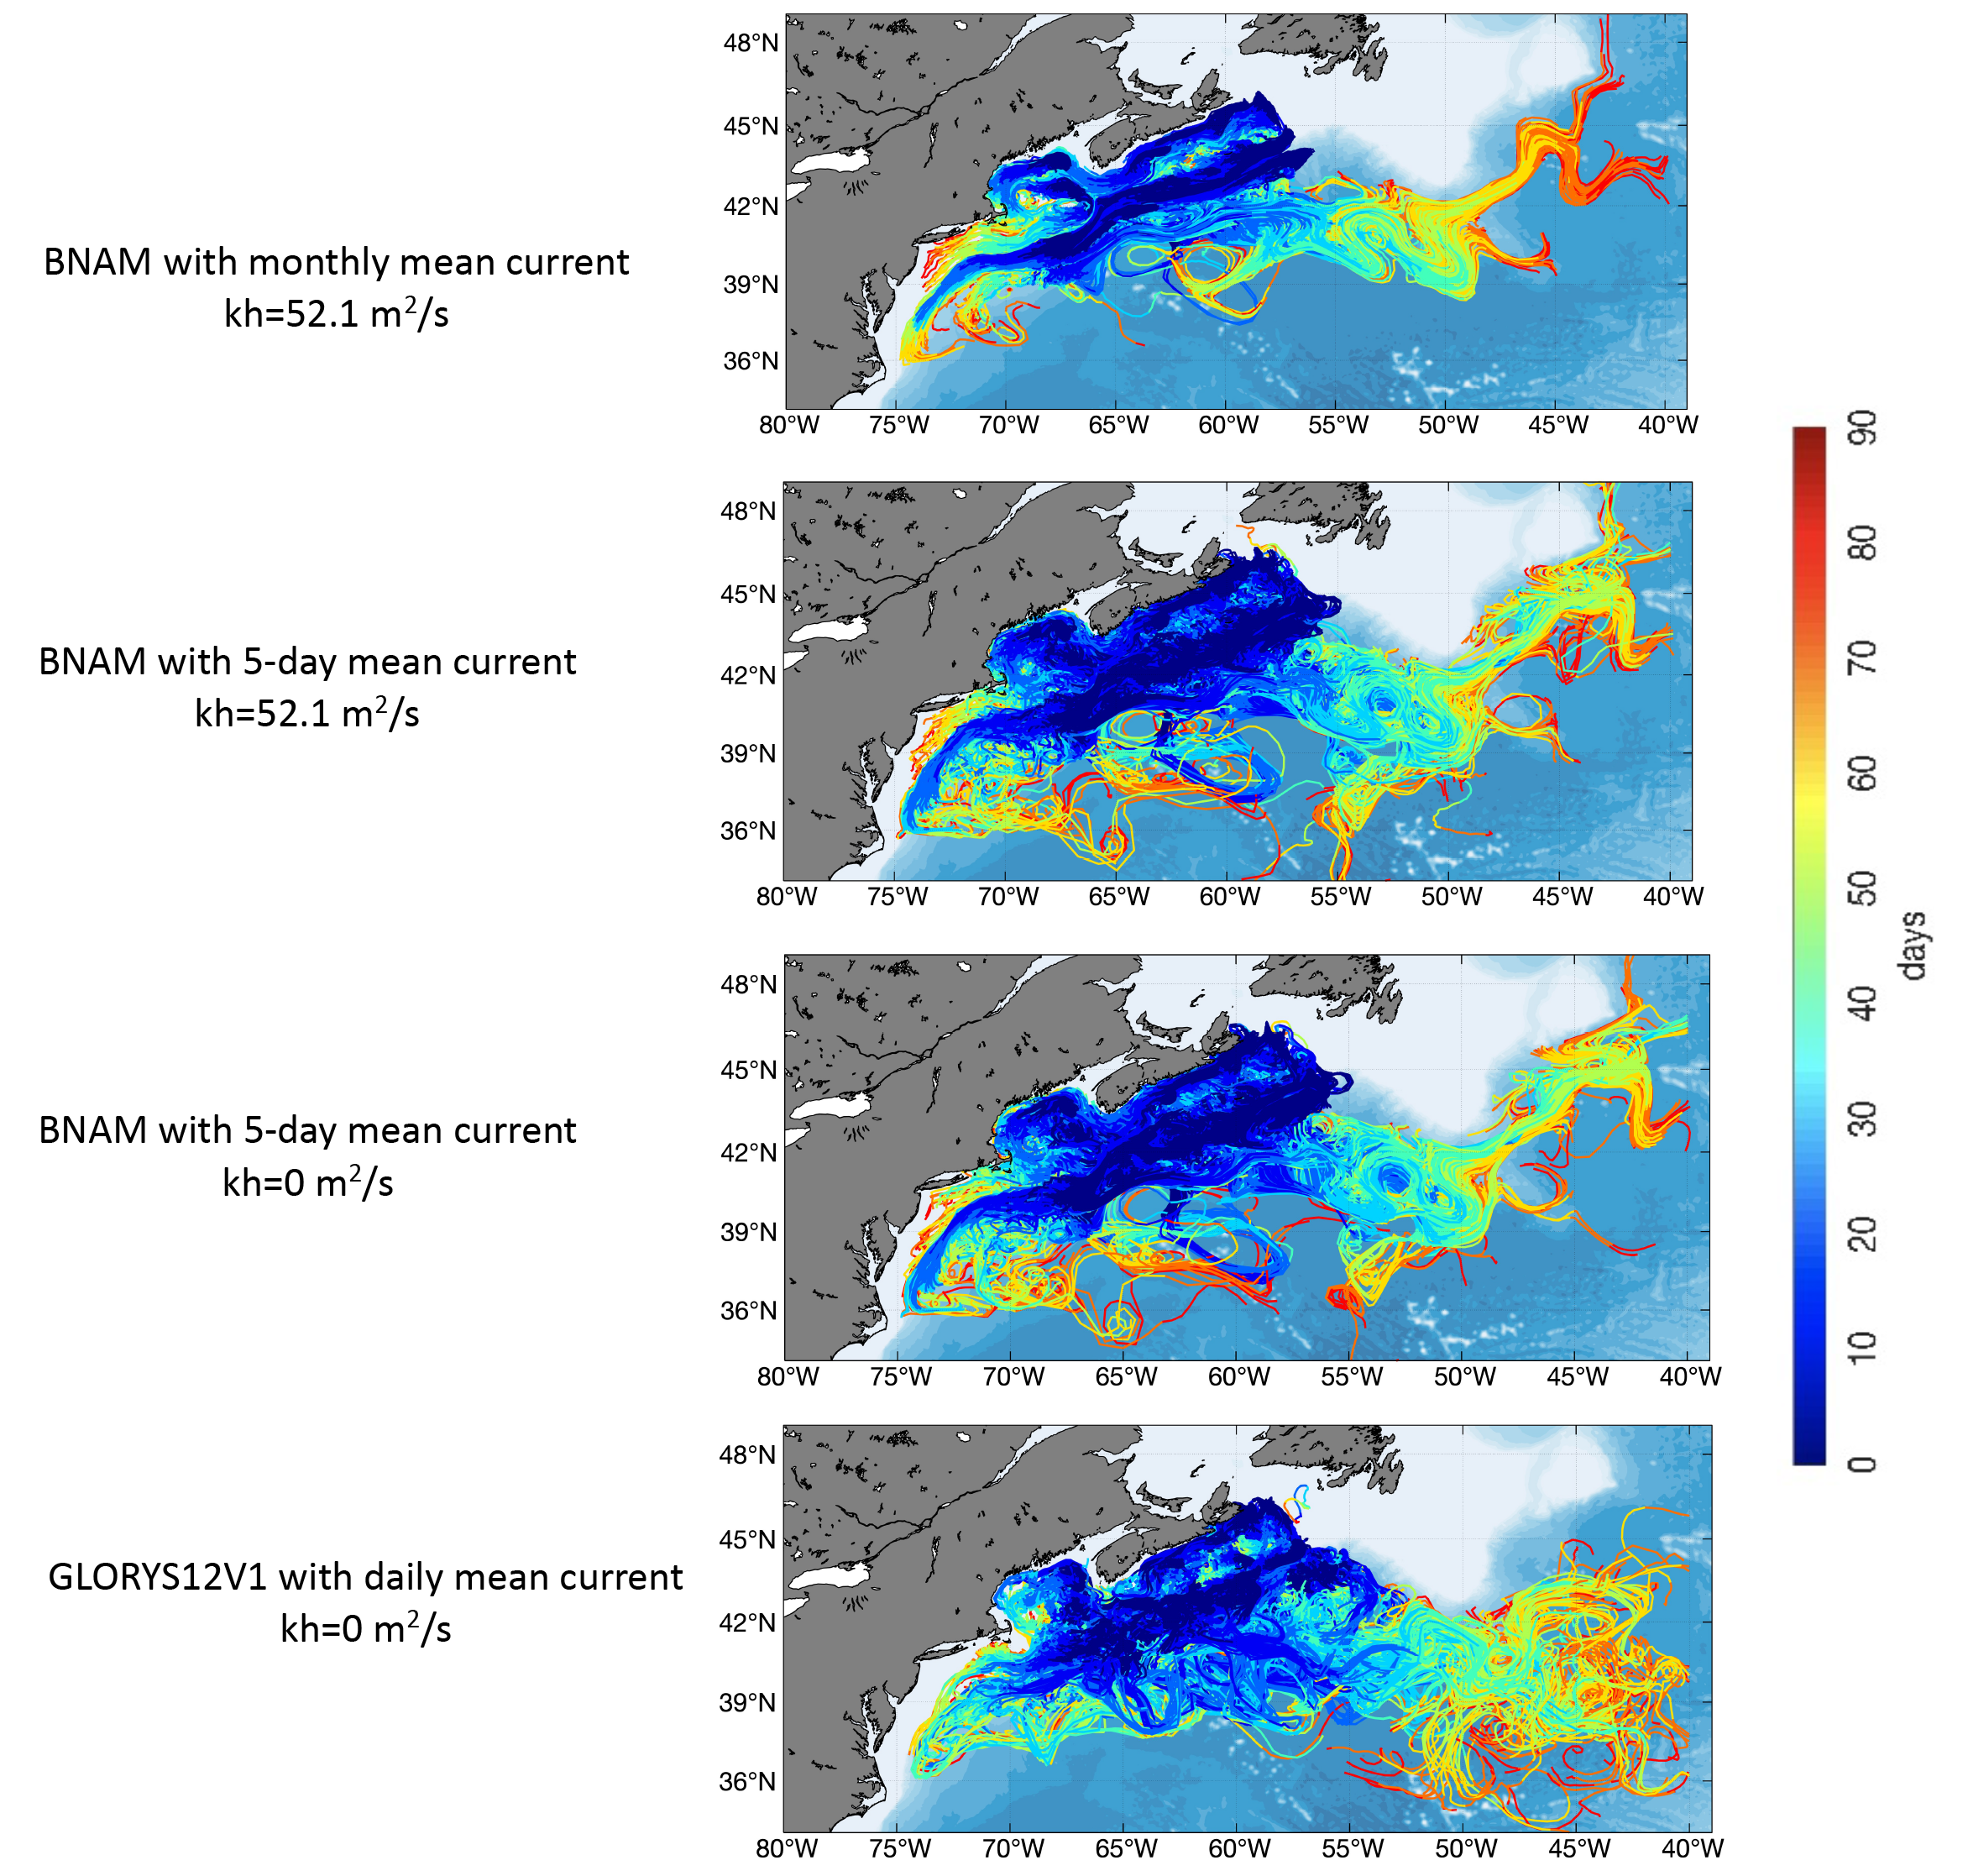 48°N
45°N
42°N
39°N
36°N
80°W 75°W 70°W 65°W 60°W 55°W 50°W 45°W 40°W
BNAM with monthly mean current
kh=52.1 m²/s
48°N
45°N
42°N
39°N
36°N
80°W 75°W 70°W 65°W 60°W 55°W 50°W 45°W 40°W
BNAM with 5-day mean current
kh=52.1 m²/s
48°N
45°N
42°N
39°N
36°N
80°W 75°W 70°W 65°W 60°W 55°W 50°W 45°W 40°W
BNAM with 5-day mean current
kh=0 m²/s
48°N
45°N
42°N
39°N
36°N
80°W 75°W 70°W 65°W 60°W 55°W 50°W 45°W 40°W
GLORYS12V1 with daily mean current
kh=0 m²/s
90
80
70
60
50
40
30
20
10
0
days